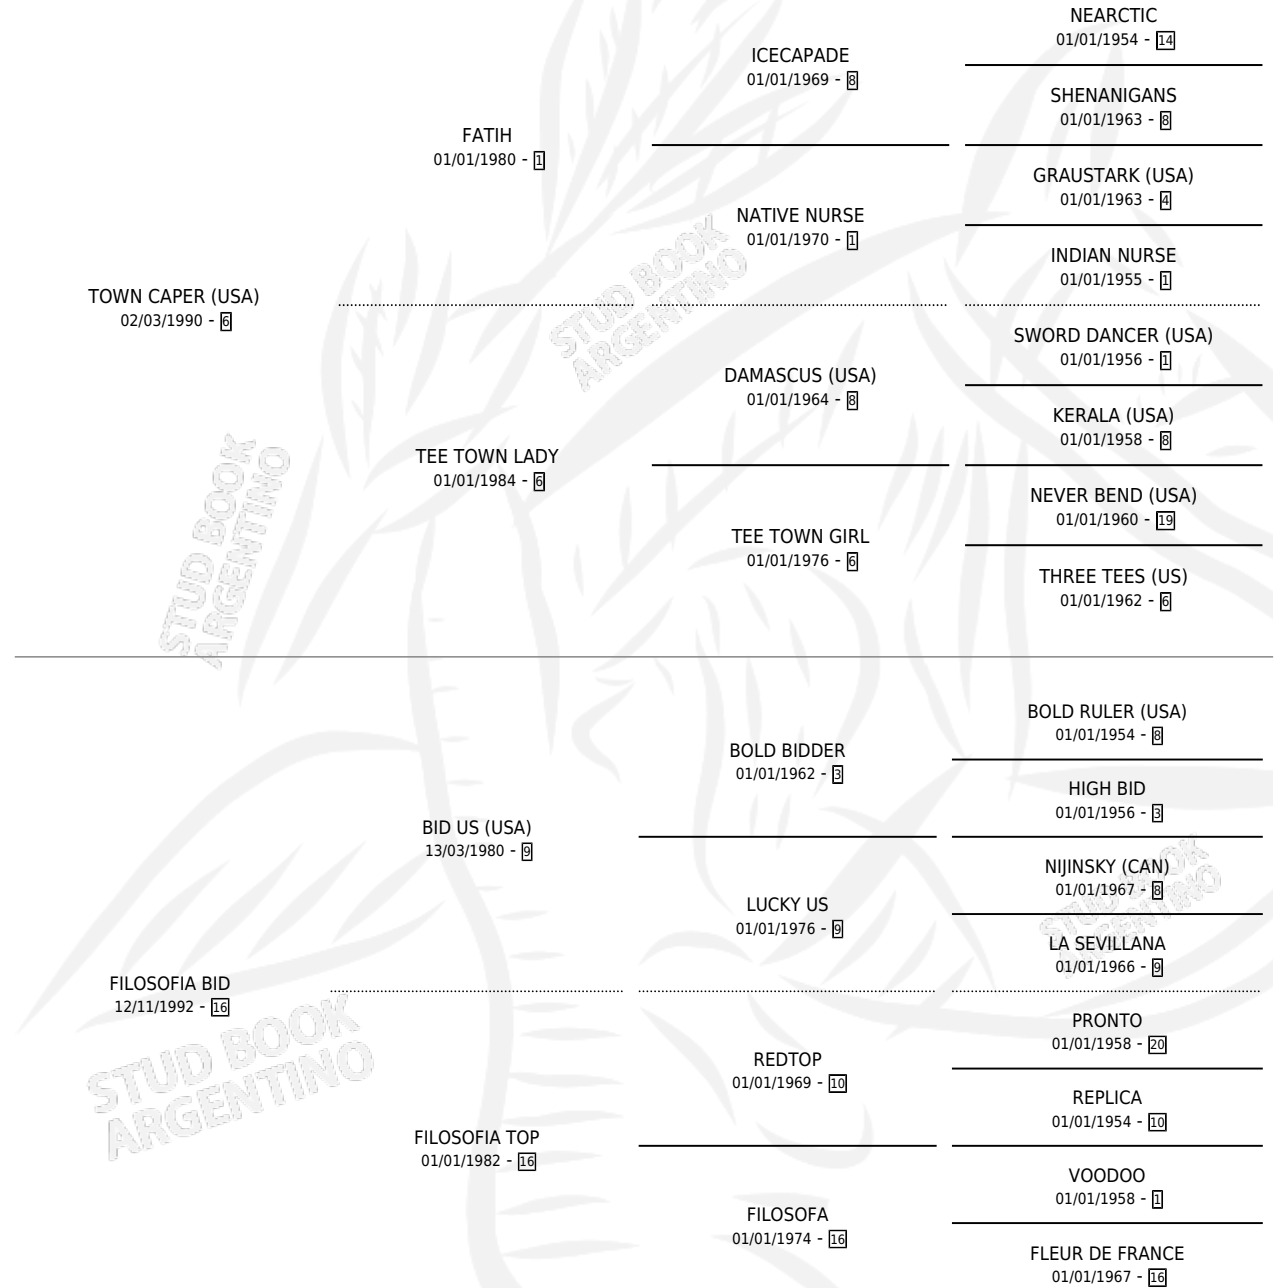 NEARCTIC
01/01/1954 - 14
ICECAPADE
01/01/1969 - 8
SHENANIGANS
01/01/1963 - 8
FATIH
01/01/1980 - 1
GRAUSTARK (USA)
01/01/1963 - 4
NATIVE NURSE
01/01/1970 - 1
INDIAN NURSE
01/01/1955 - 1
TOWN CAPER (USA)
02/03/1990 - 6
STUD BOOK
ARGENTINO
SWORD DANCER (USA)
01/01/1956 - 1
DAMASCUS (USA)
01/01/1964 - 8
KERALA (USA)
01/01/1958 - 8
TEE TOWN LADY
01/01/1984 - 6
NEVER BEND (USA)
01/01/1960 - 19
TEE TOWN GIRL
01/01/1976 - 6
THREE TEES (US)
01/01/1962 - 6
STUD BOOK
ARGENTINO
BOLD RULER (USA)
01/01/1954 - 8
BOLD BIDDER
01/01/1962 - 3
HIGH BID
01/01/1956 - 3
BID US (USA)
13/03/1980 - 9
NIJINSKY (CAN)
01/01/1967 - 8
LUCKY US
01/01/1976 - 9
LA SEVILLANA
01/01/1966 - 9
STUD BOOK
ARGENTINO
FILOSOFIA BID
12/11/1992 - 16
PRONTO
01/01/1958 - 20
REDTOP
01/01/1969 - 10
REPLICA
01/01/1954 - 10
STUD BOOK
ARGENTINO
FILOSOFIA TOP
01/01/1982 - 16
VOODOO
01/01/1958 - 1
FILOSOFA
01/01/1974 - 16
FLEUR DE FRANCE
01/01/1967 - 16